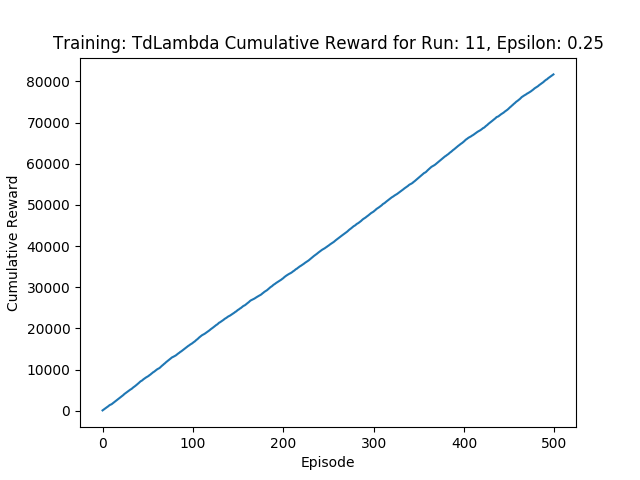 Training: TdLambda Cumulative Reward for Run: 11, Epsilon: 0.25
80000
70000
60000
50000
40000
30000
20000
10000
0
Cumulative Reward
0 100 200 300 400 500
Episode